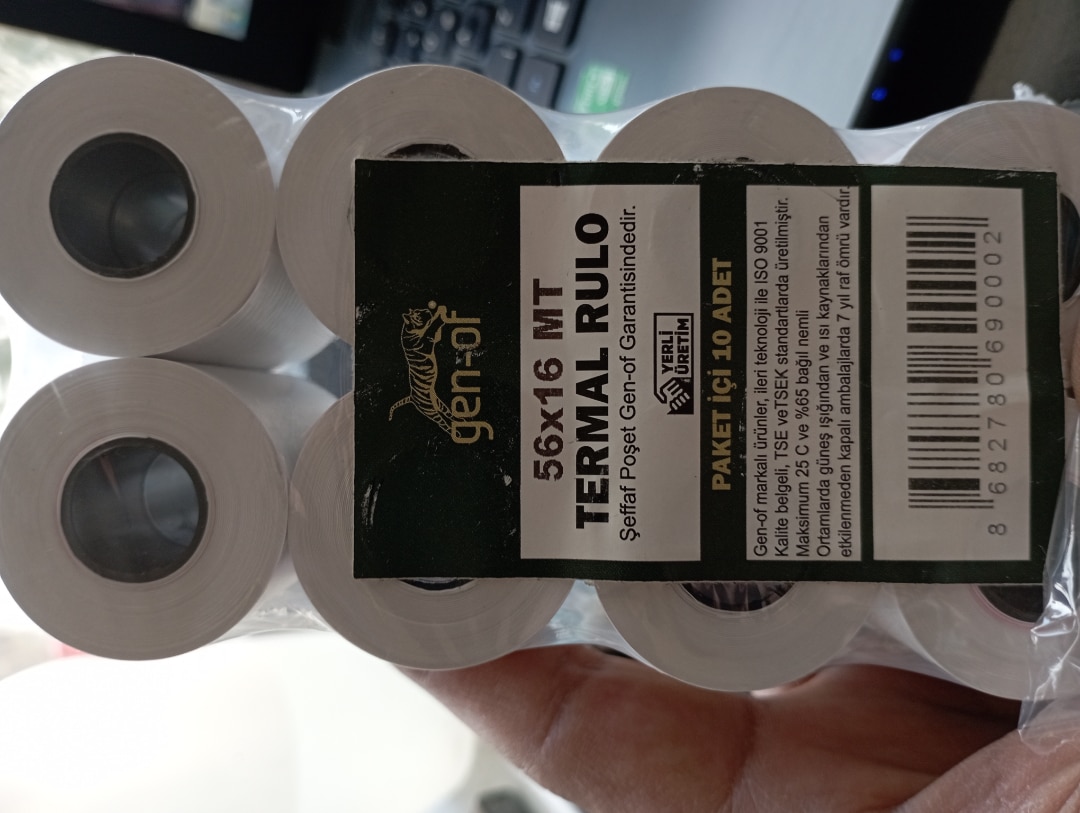 gen-of
56x16 MT
TERMAL RULO
Şeffaf Poşet Gen-of Garantisindedir.
YERLİ
ÜRETİM
PAKET İÇİ 10 ADET
Gen-of markalı ürünler, ileri teknoloji ile ISO 9001
Kalite belgeli, TSE veTSEK standartlarda üretilmiştir.
Maksimum 25 C ve %65 bağıl nemli
Ortamlarda güneş ışığından ve ısı kaynaklarından
etkilenmeden kapalı ambalajlarda 7 yıl raf ömrü vardır.
8 682780 690002